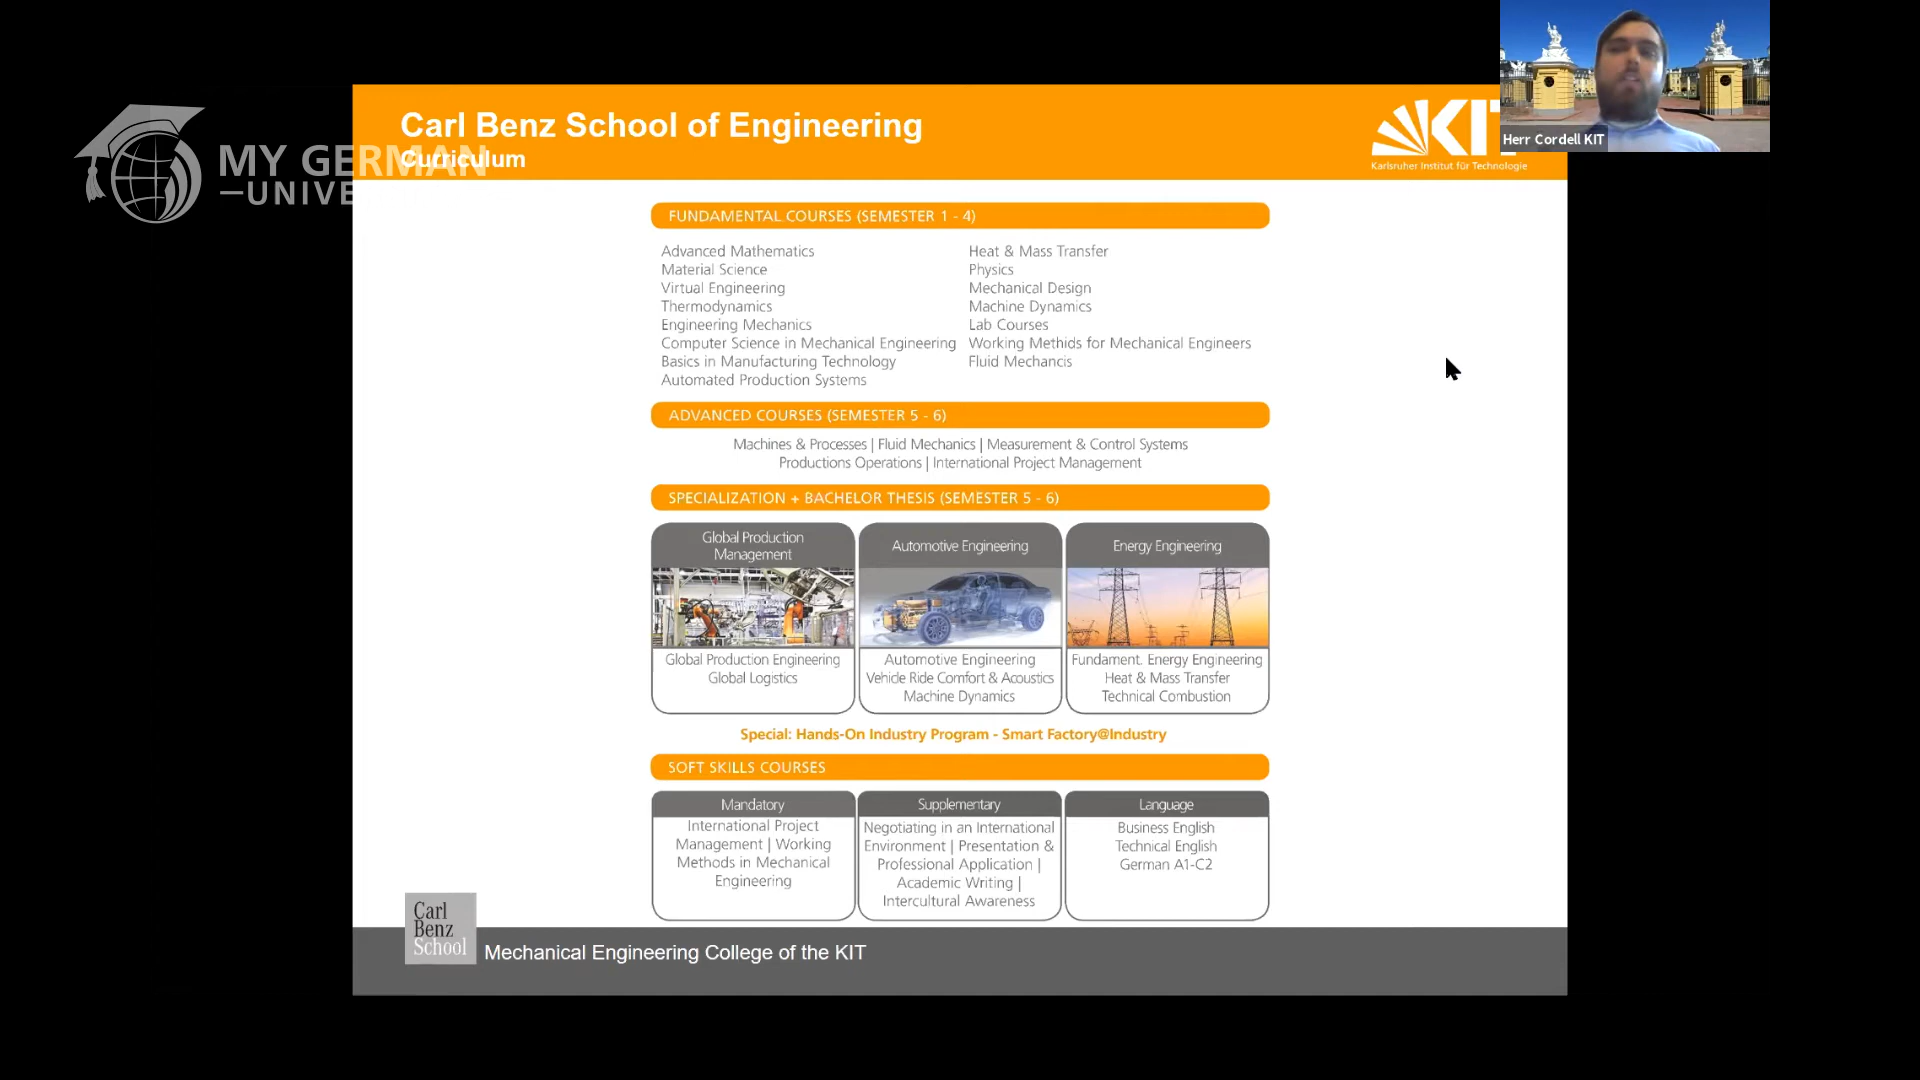 Carl Benz School of Engineering
Curriculum
MY GERMAN
UNIVE
KIT
Karlsruher Institut für Technologie
Herr Cordell KIT
FUNDAMENTAL COURSES (SEMESTER 1 - 4)
Advanced Mathematics
Material Science
Virtual Engineering
Thermodynamics
Engineering Mechanics
Computer Science in Mechanical Engineering
Basics in Manufacturing Technology
Automated Production Systems
Heat & Mass Transfer
Physics
Mechanical Design
Machine Dynamics
Lab Courses
Working Methids for Mechanical Engineers
Fluid Mechancis
ADVANCED COURSES (SEMESTER 5 - 6)
Machines & Processes | Fluid Mechanics | Measurement & Control Systems
Productions Operations | International Project Management
SPECIALIZATION + BACHELOR THESIS (SEMESTER 5 - 6)
Global Production
Management
Global Production Engineering
Global Logistics
Automotive Engineering
Automotive Engineering
Vehicle Ride Comfort & Acoustics
Machine Dynamics
Energy Engineering
Fundament. Energy Engineering
Heat & Mass Transfer
Technical Combustion
Special: Hands-On Industry Program - Smart Factory@Industry
SOFT SKILLS COURSES
Mandatory
International Project
Management | Working
Methods in Mechanical
Engineering
Supplementary
Negotiating in an International
Environment | Presentation &
Professional Application |
Academic Writing |
Intercultural Awareness
Language
Business English
Technical English
German A1-C2
Carl
Benz
School
Mechanical Engineering College of the KIT